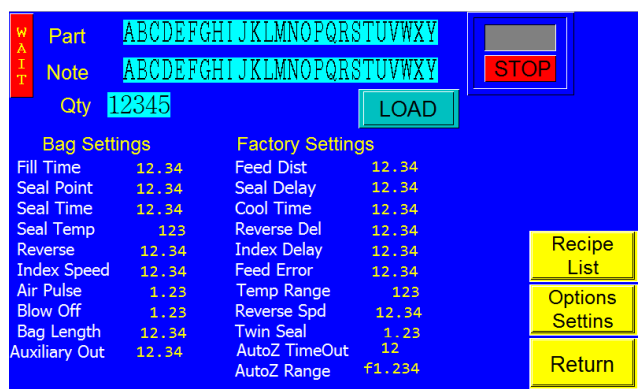 WAIT
Part ABCDEFGHIJKLMNOPQRSTUVWXY
Note ABCDEFGHIJKLMNOPQRSTUVWXY
STOP
Qty 12345
LOAD
Bag Settings Factory Settings
Fill Time 12.34 Feed Dist 12.34
Seal Point 12.34 Seal Delay 12.34
Seal Time 12.34 Cool Time 12.34
Seal Temp 123 Reverse Del 12.34
Reverse 12.34 Index Delay 12.34
Index Speed 12.34 Feed Error 12.34
Air Pulse 1.23 Temp Range 123
Blow Off 1.23 Reverse Spd 12.34
Bag Length 12.34 Twin Seal 1.23
Auxiliary Out 12.34 AutoZ TimeOut 12
AutoZ Range f1.234
Recipe
List
Options
Settins
Return